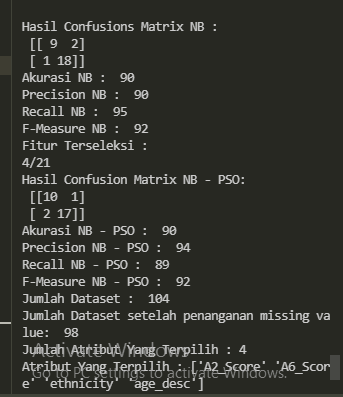 Hasil Confusions Matrix NB :
[[ 9  2]
[ 1 18]]
Akurasi NB :  90
Precision NB :  90
Recall NB :  95
F-Measure NB :  92
Fitur Terseleksi :
4/21
Hasil Confusion Matrix NB - PSO:
[[10  1]
[ 2 17]]
Akurasi NB - PSO :  90
Precision NB - PSO :  94
Recall NB - PSO :  89
F-Measure NB - PSO :  92
Jumlah Dataset :  104
Jumlah Dataset setelah penanganan missing va
lue:  98
Jumlah Atribut Yang Terpilih : 4
Activate Windows
Atribut Yang Terpilih : ['A2_Score' 'A6_Scor
e' 'ethnicity' 'age_desc']
Go to PC settings to activate Windows.